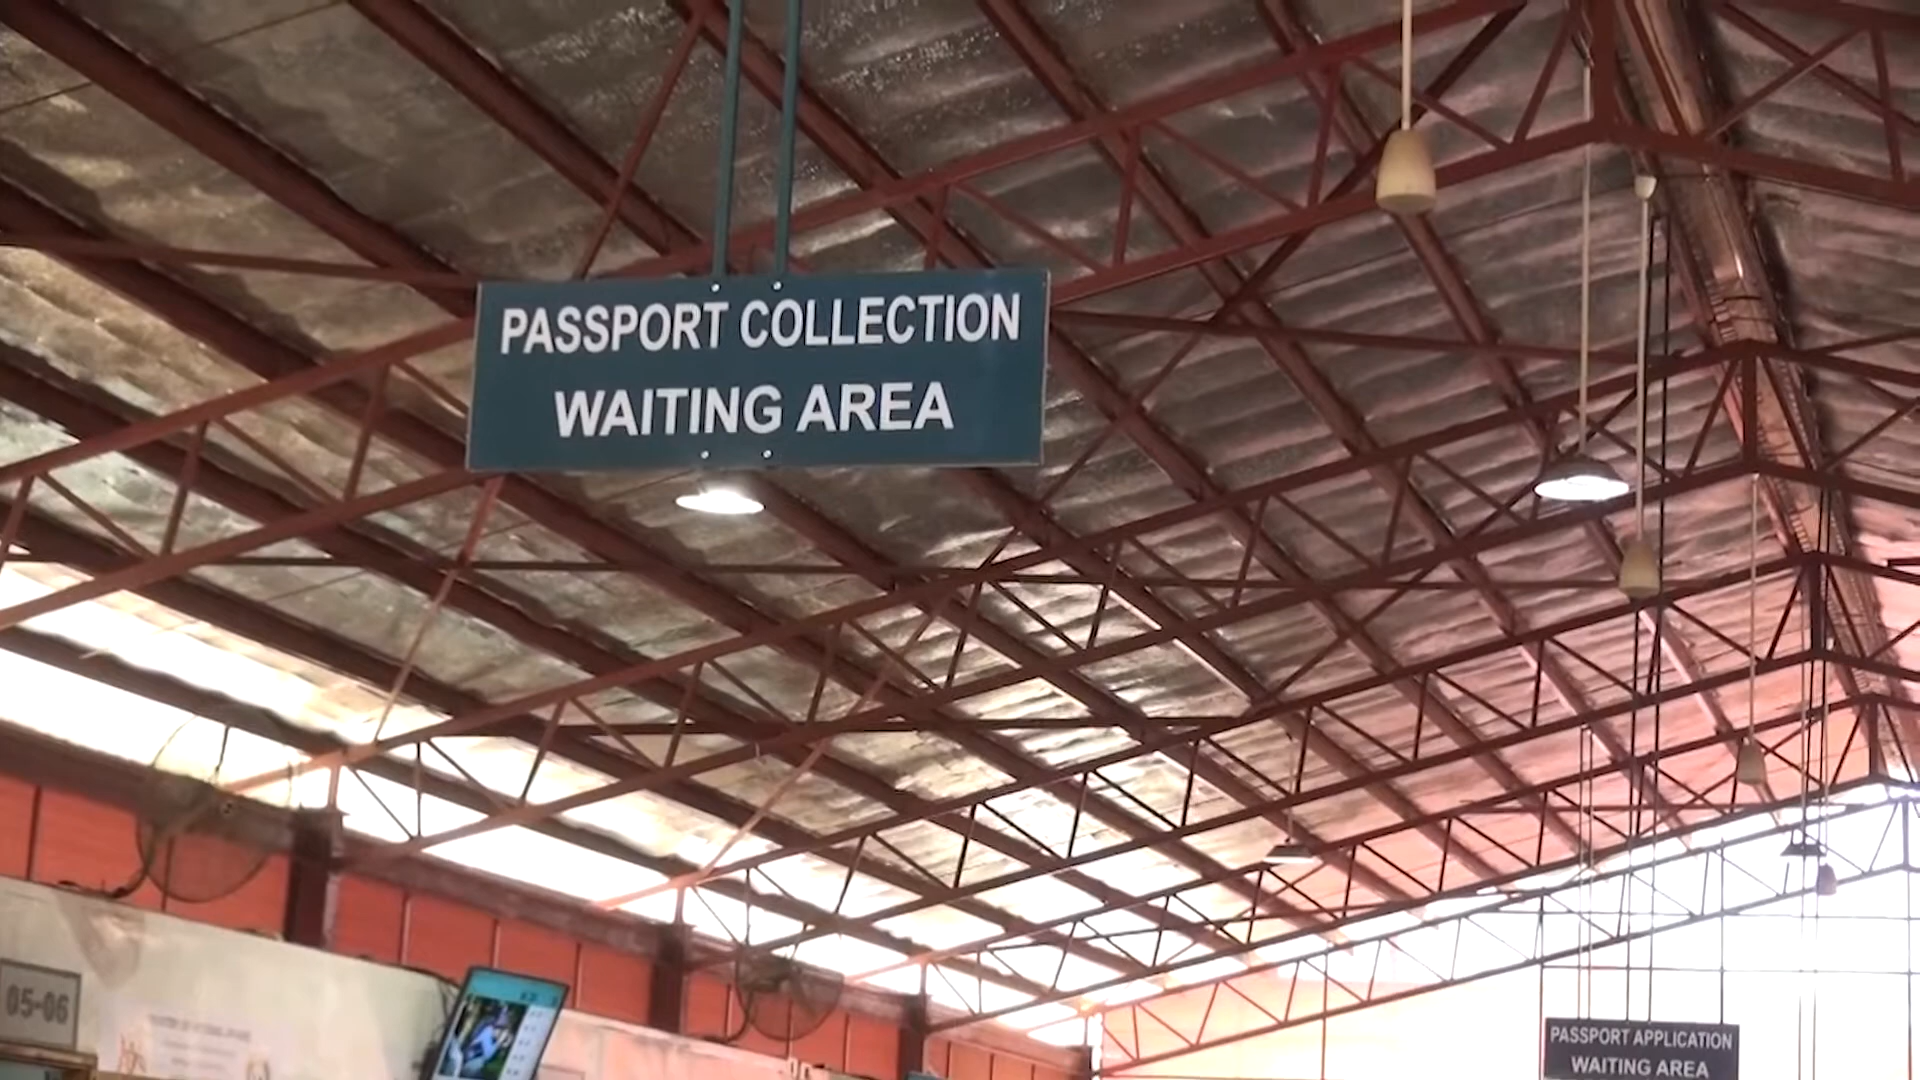 PASSPORT COLLECTION
WAITING AREA
05-06
PASSPORT APPLICATION
WAITING AREA